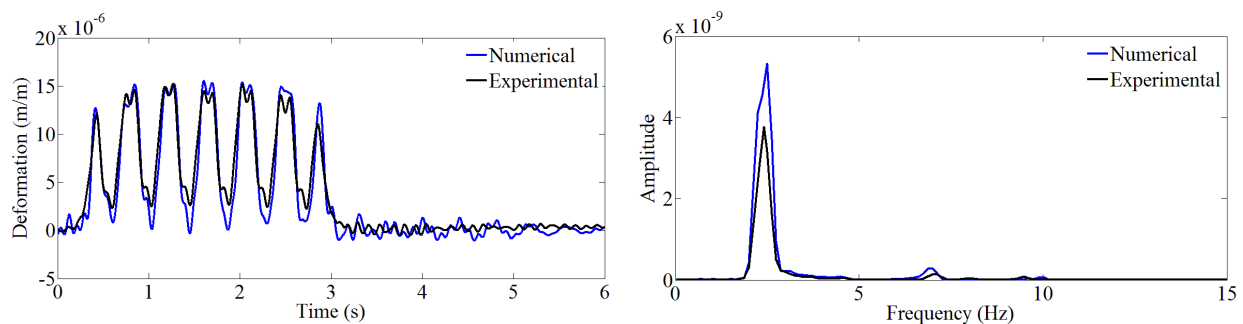 x 10^-6
20
15
10
5
0
-5
Deformation (m/m)
0 1 2 3 4 5 6
Time (s)
Numerical
Experimental
x 10^-9
6
4
2
0
Amplitude
0 5 10 15
Frequency (Hz)
Numerical
Experimental